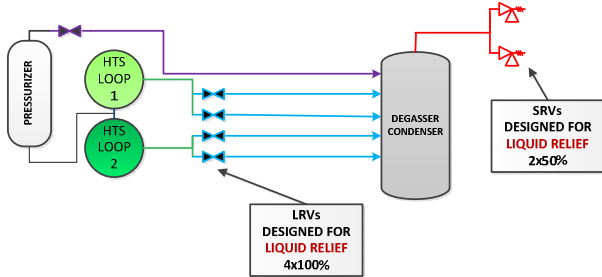 PRESSURIZER
HTS
LOOP
1
HTS
LOOP
2
DEGASSER
CONDENSER
SRVs
DESIGNED FOR
LIQUID RELIEF
2x50%
LRVs
DESIGNED FOR
LIQUID RELIEF
4x100%